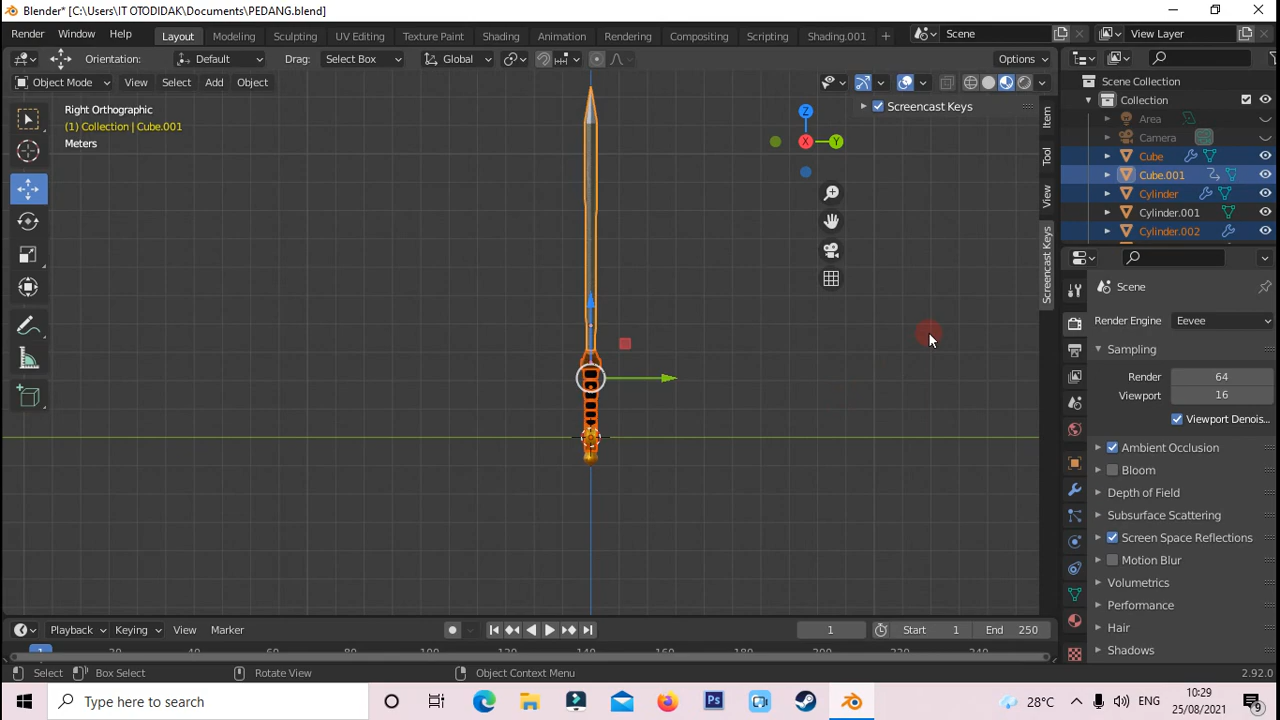 Blender* [C:\Users\IT OTODIDAK\Documents\PEDANG.blend]
Render Window Help Layout Modeling Sculpting UV Editing Texture Paint Shading Animation Rendering Compositing Scripting Shading.001 + Scene View Layer
Orientation: Default Drag: Select Box Global Options
Object Mode View Select Add Object
Right Orthographic
(1) Collection | Cube.001
Meters
Screencast Keys
Z
X
Y
Item
Tool
View
Screencast Keys
Scene Collection
Collection
Area
Camera
Cube
Cube.001
Cylinder
Cylinder.001
Cylinder.002
Scene
Render Engine Eevee
Sampling
Render 64
Viewport 16
Viewport Denois...
Ambient Occlusion
Bloom
Depth of Field
Subsurface Scattering
Screen Space Reflections
Motion Blur
Volumetrics
Performance
Hair
Shadows
Playback Keying View Marker 1 Start 1 End 250
Select Box Select Rotate View Object Context Menu 2.92.0
Type here to search 28°C ENG
10:29
25/08/2021